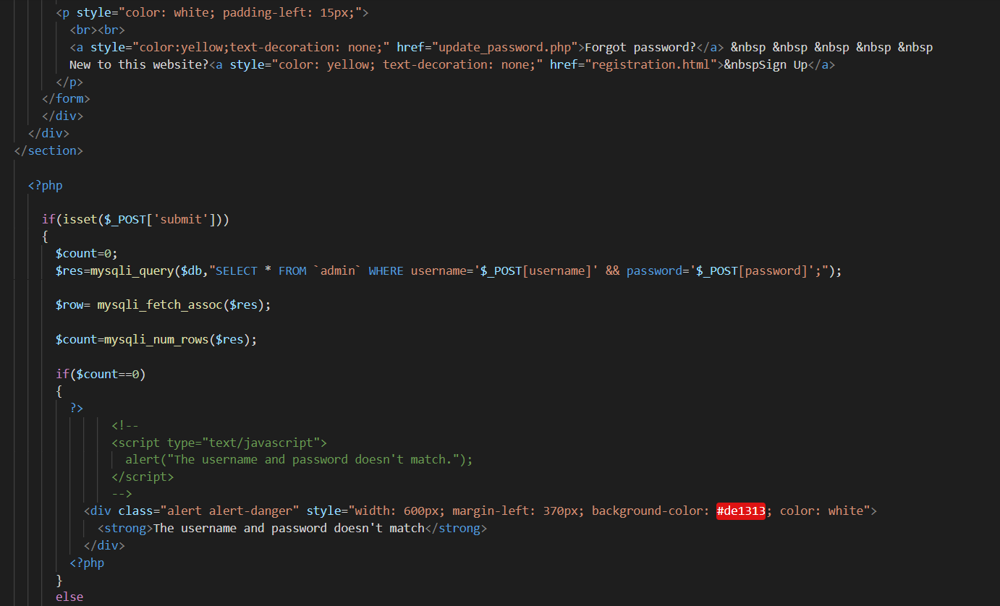 <p style="color: white; padding-left: 15px;">
<br><br>
<a style="color:yellow;text-decoration: none;" href="update_password.php">Forgot password?</a> &nbsp &nbsp &nbsp &nbsp &nbsp
New to this website?<a style="color: yellow; text-decoration: none;" href="registration.html">&nbspSign Up</a>
</p>
</form>
</div>
</div>
</section>
<?php
if(isset($_POST['submit']))
{
$count=0;
$res=mysqli_query($db,"SELECT * FROM `admin` WHERE username='$_POST[username]' && password='$_POST[password]';");
$row= mysqli_fetch_assoc($res);
$count=mysqli_num_rows($res);
if($count==0)
{
?>
<!--
<script type="text/javascript">
alert("The username and password doesn't match.");
</script>
-->
<div class="alert alert-danger" style="width: 600px; margin-left: 370px; background-color: #de1313; color: white">
<strong>The username and password doesn't match</strong>
</div>
<?php
}
else